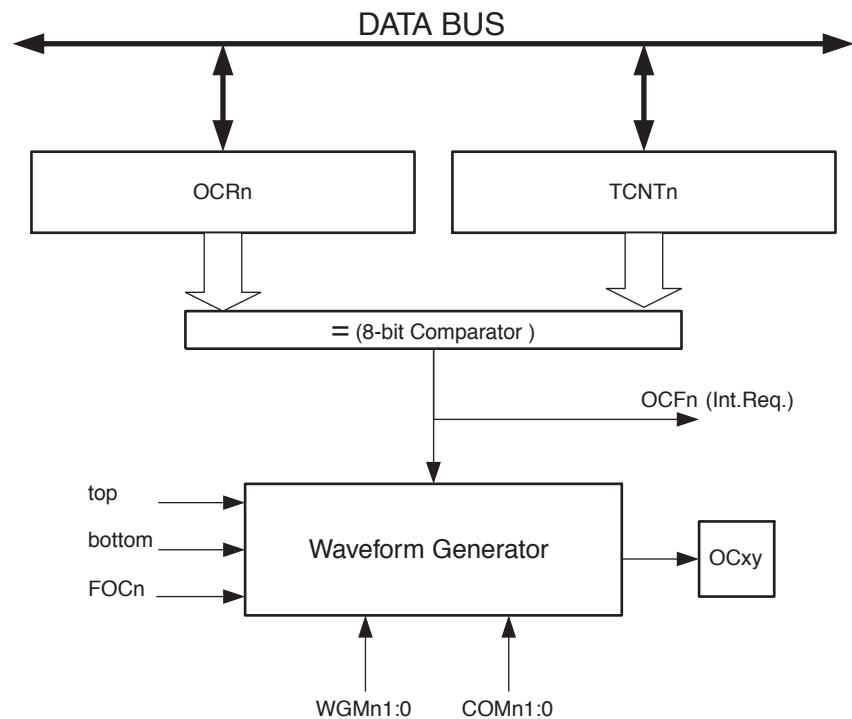 DATA BUS
OCRn
TCNTn
= (8-bit Comparator )
OCFn (Int.Req.)
top
bottom
FOCn
Waveform Generator
OCxy
WGMn1:0
COMn1:0